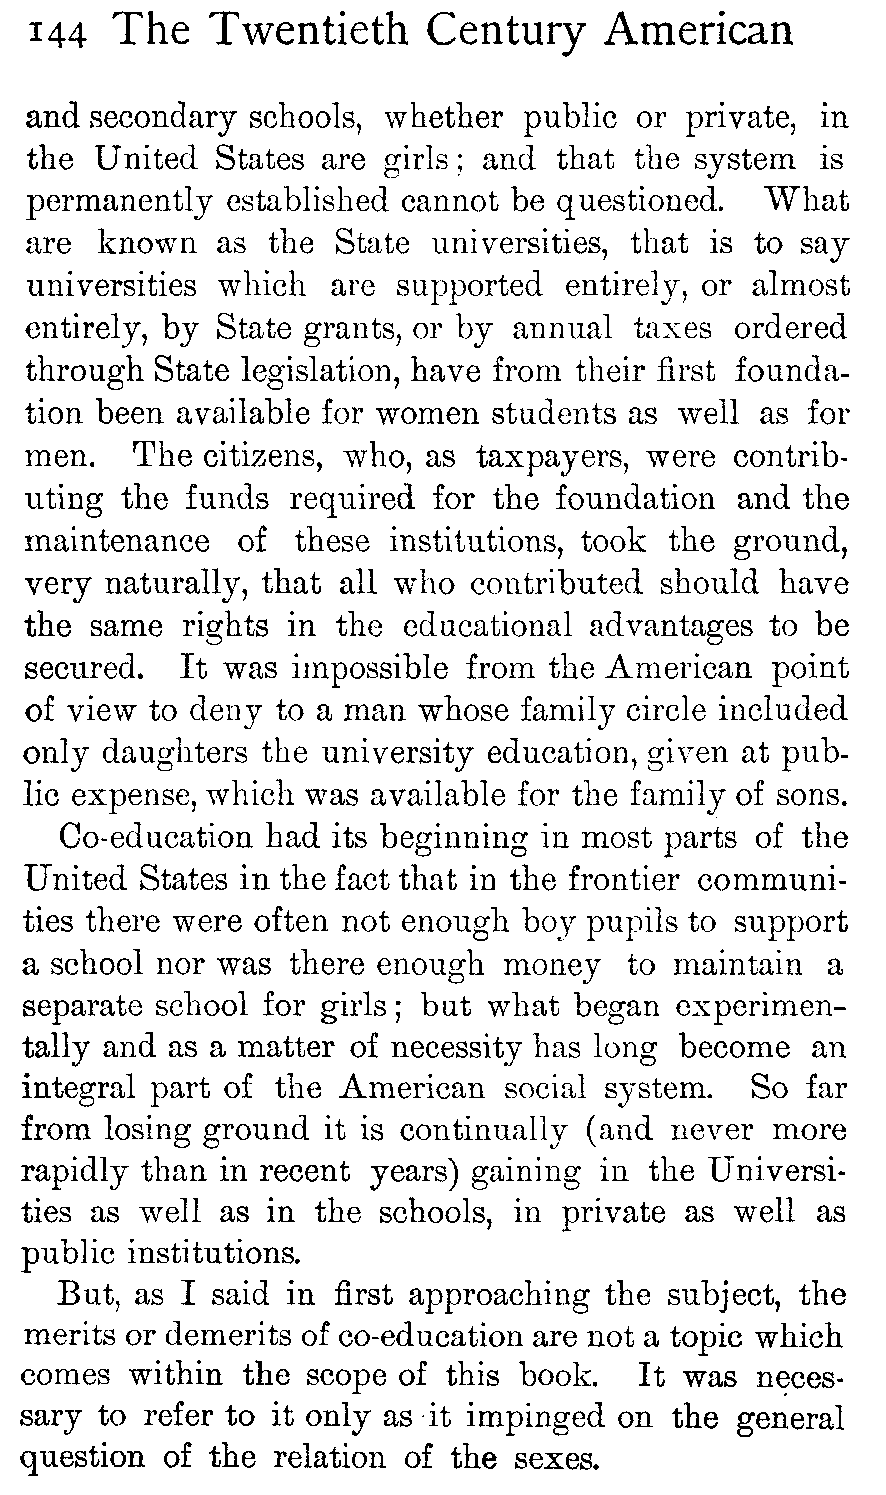 144 The Twentieth Century American
and secondary schools, whether public or private, in
the United States are girls; and that the system is
permanently established cannot be questioned. What
are known as the State universities, that is to say
universities which are supported entirely, or almost
entirely, by State grants, or by annual taxes ordered
through State legislation, have from their first founda-
tion been available for women students as well as for
men. The citizens, who, as taxpayers, were contrib-
uting the funds required for the foundation and the
maintenance of these institutions, took the ground,
very naturally, that all who contributed should have
the same rights in the educational advantages to be
secured. It was impossible from the American point
of view to deny to a man whose family circle included
only daughters the university education, given at pub-
lic expense, which was available for the family of sons.
Co-education had its beginning in most parts of the
United States in the fact that in the frontier communi-
ties there were often not enough boy pupils to support
a school nor was there enough money to maintain a
separate school for girls; but what began experimen-
tally and as a matter of necessity has long become an
integral part of the American social system. So far
from losing ground it is continually (and never more
rapidly than in recent years) gaining in the Universi-
ties as well as in the schools, in private as well as
public institutions.
But, as I said in first approaching the subject, the
merits or demerits of co-education are not a topic which
comes within the scope of this book. It was neces-
sary to refer to it only as it impinged on the general
question of the relation of the sexes.